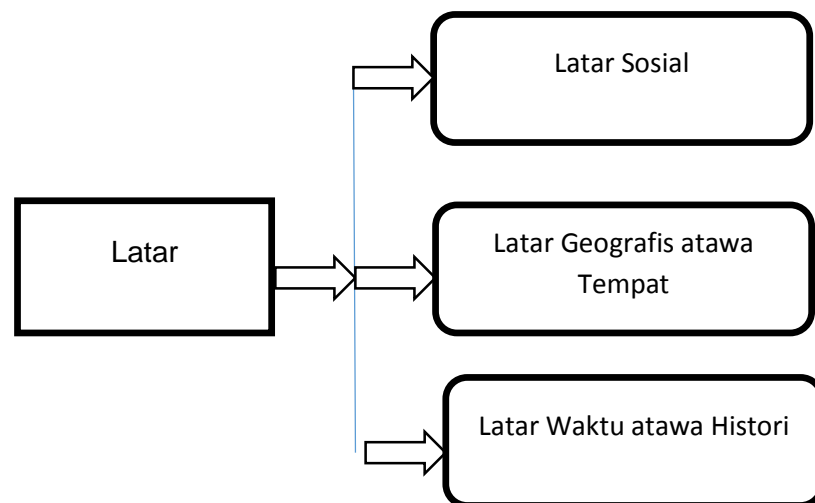 Latar
Latar Sosial
Latar Geografis atawa
Tempat
Latar Waktu atawa Histori